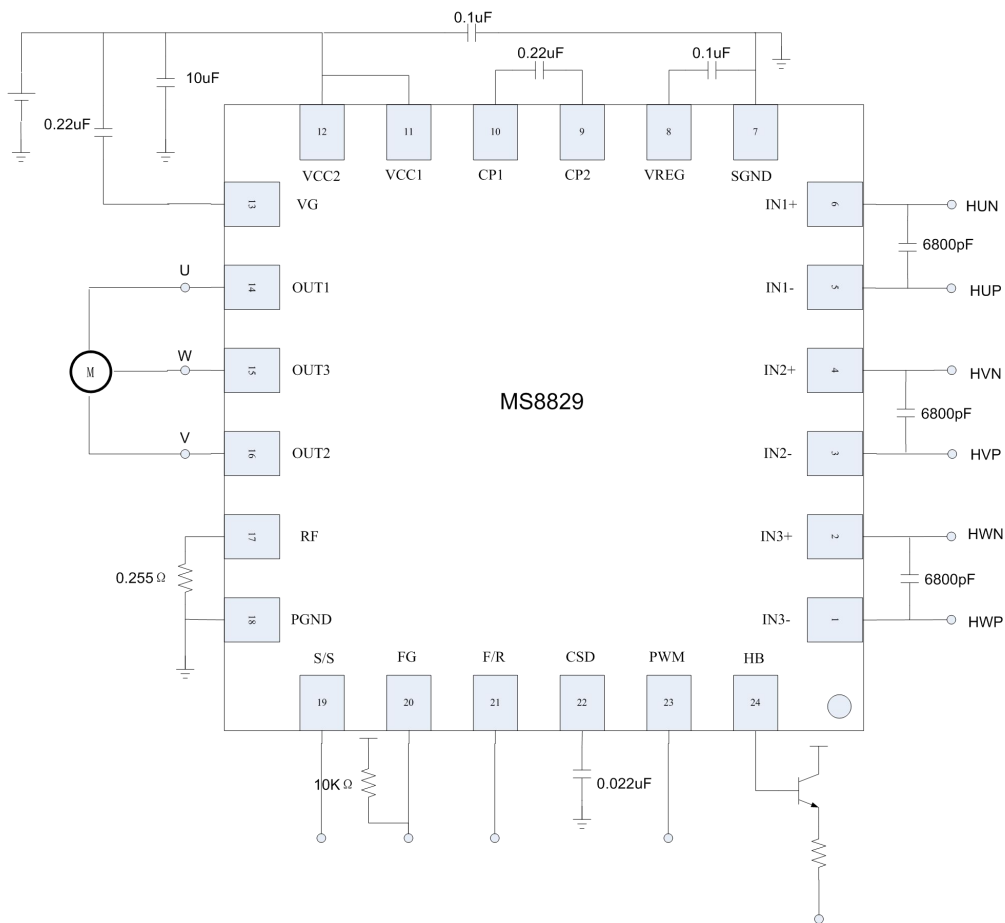 0.1uF
0.22uF
0.1uF
10uF
0.22uF
12
11
10
9
8
7
VCC2
VCC1
CP1
CP2
VREG
SGND
13
VG
IN1+
6
HUN
6800pF
U
14
OUT1
IN1-
5
HUP
W
M
15
OUT3
IN2+
4
HVN
MS8829
6800pF
V
16
OUT2
IN2-
3
HVP
17
RF
IN3+
2
HWN
0.255Ω
6800pF
18
PGND
IN3-
1
HWP
S/S
FG
F/R
CSD
PWM
HB
19
20
21
22
23
24
10KΩ
0.022uF